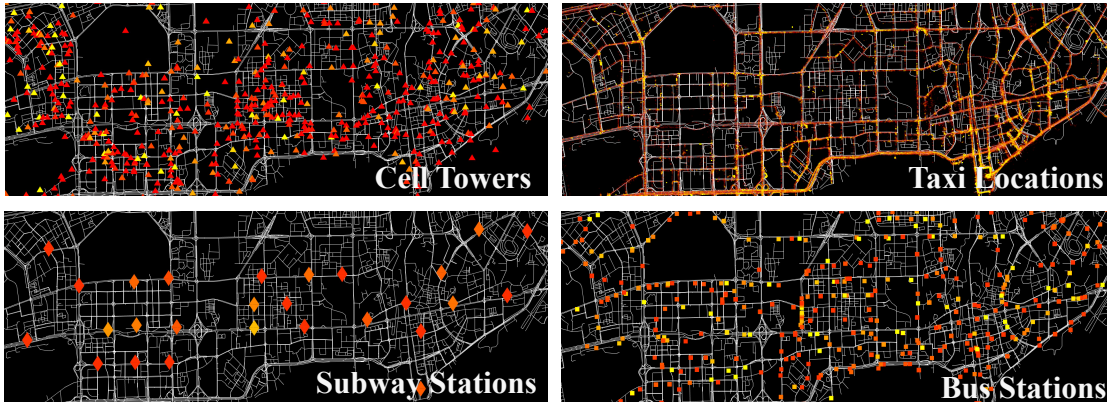 Cell Towers
Taxi Locations
Subway Stations
Bus Stations